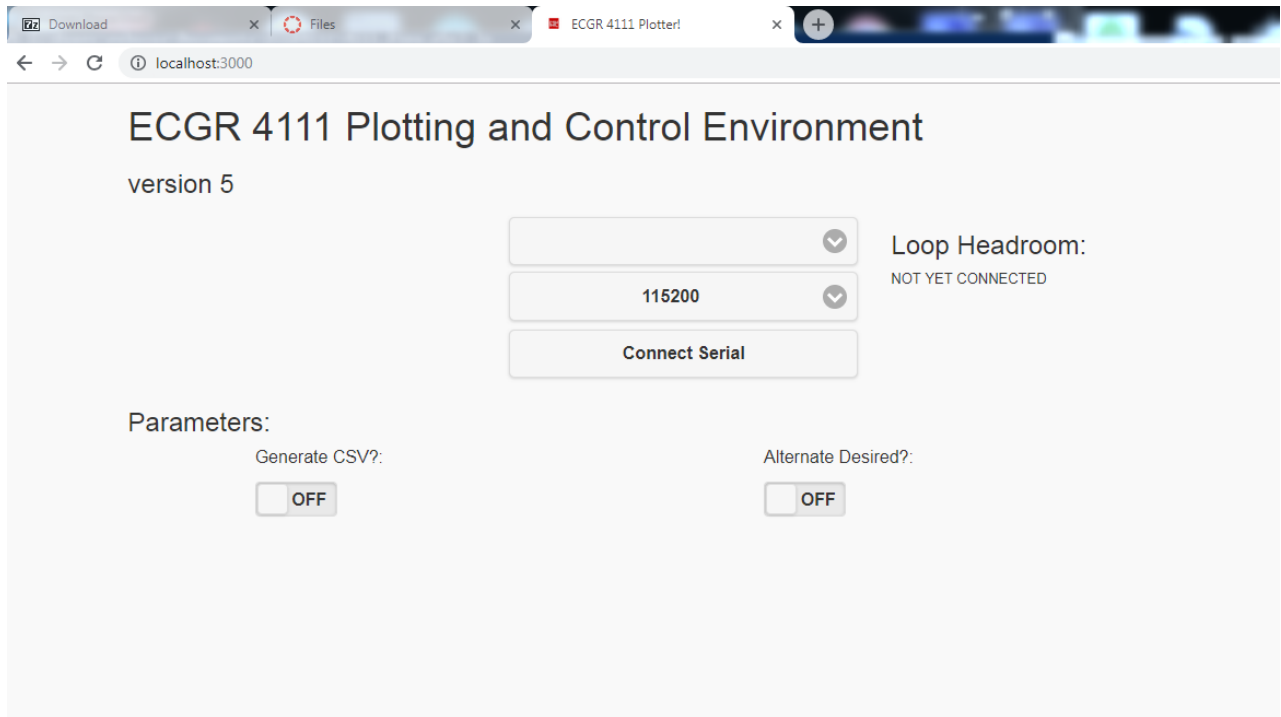 Download
Files
ECGR 4111 Plotter!
localhost:3000
ECGR 4111 Plotting and Control Environment
version 5
Loop Headroom:
NOT YET CONNECTED
115200
Connect Serial
Parameters:
Generate CSV?:
OFF
Alternate Desired?:
OFF